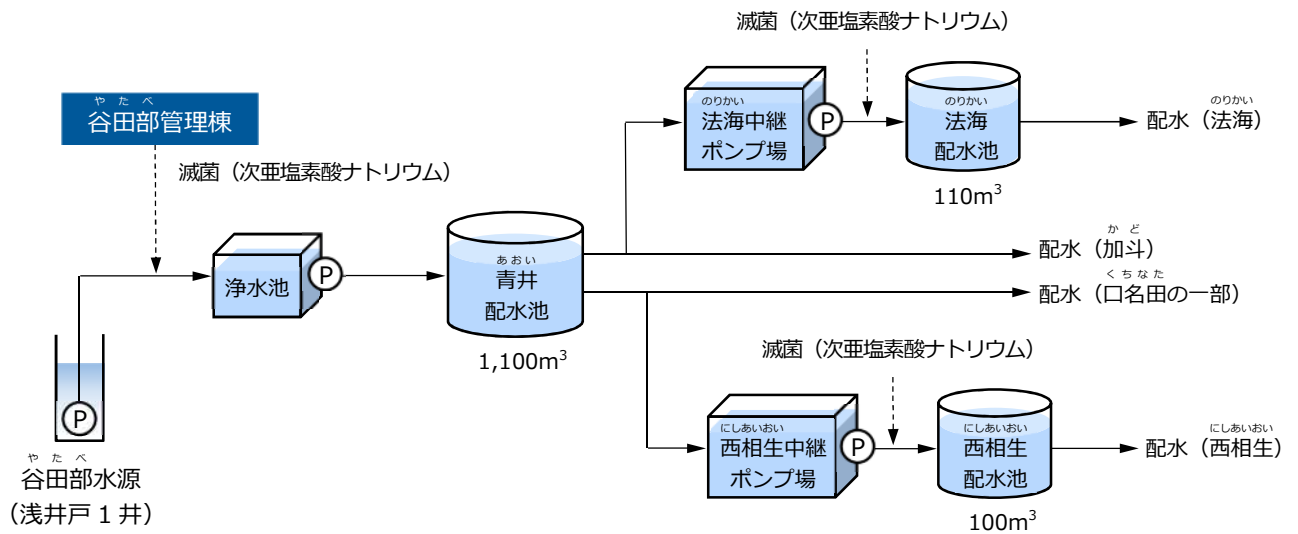 滅菌（次亜塩素酸ナトリウム）
やたべ
谷田部管理棟
滅菌（次亜塩素酸ナトリウム）
のりかい
法海中継
ポンプ場
P
のりかい
法海
配水池
110m³
のりかい
配水（法海）
浄水池
P
あおい
青井
配水池
1,100m³
かど
配水（加斗）
くちなた
配水（口名田の一部）
P
やたべ
谷田部水源
（浅井戸1井）
滅菌（次亜塩素酸ナトリウム）
にしあいおい
西相生中継
ポンプ場
P
にしあいおい
西相生
配水池
100m³
にしあいおい
配水（西相生）